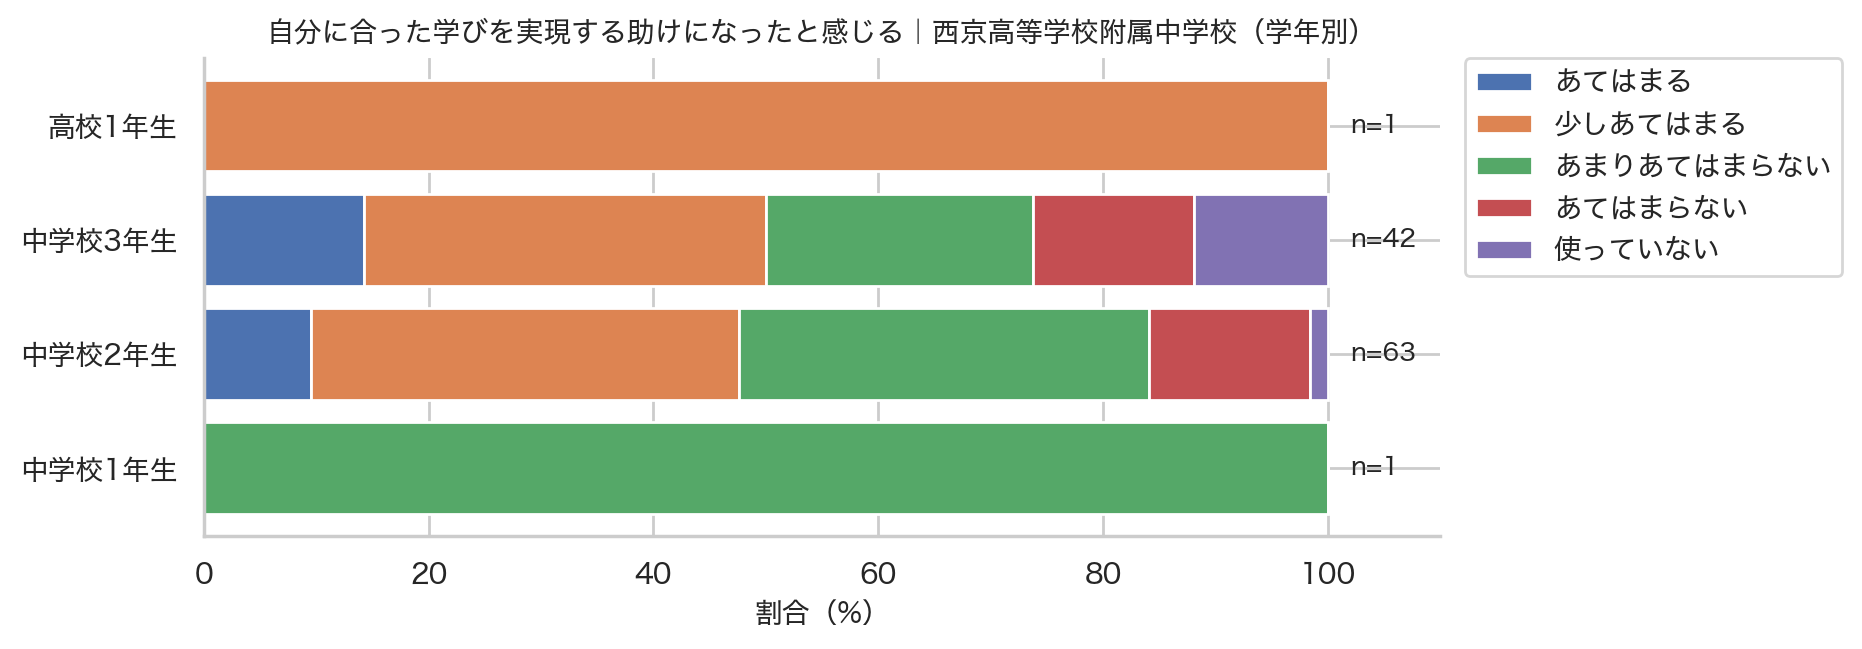 自分に合った学びを実現する助けになったと感じる｜西京高等学校附属中学校（学年別）
高校1年生
中学校3年生
中学校2年生
中学校1年生
n=1
n=42
n=63
n=1
0 20 40 60 80 100
割合（%）
あてはまる
少しあてはまる
あまりあてはまらない
あてはまらない
使っていない